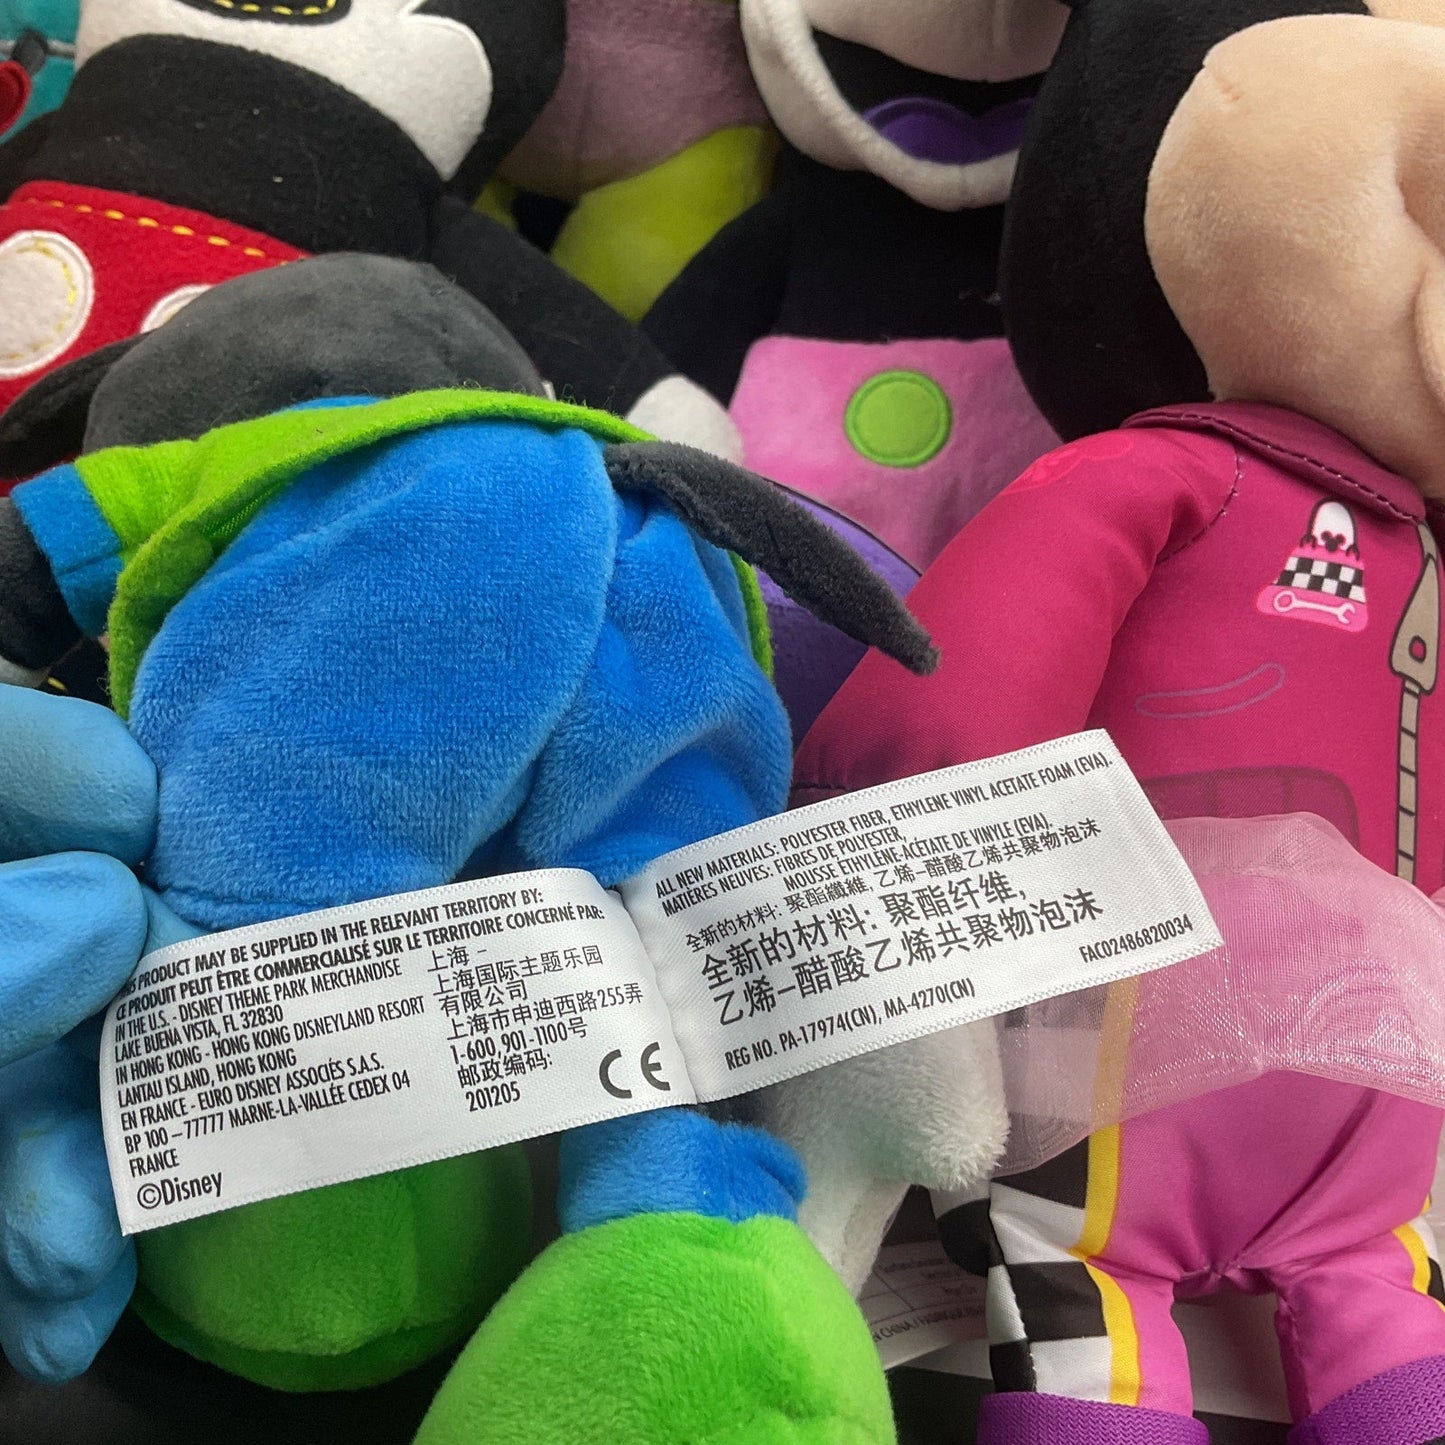 THIS PRODUCT MAY BE SUPPLIED IN THE RELEVANT TERRITORY BY:
CE PRODUIT PEUT ÊTRE COMMERCIALISÉ SUR LE TERRITOIRE CONCERNÉ PAR:
IN THE U.S. - DISNEY THEME PARK MERCHANDISE
LAKE BUENA VISTA, FL 32830
IN HONG KONG - HONG KONG DISNEYLAND RESORT
LANTAU ISLAND, HONG KONG
EN FRANCE - EURO DISNEY ASSOCIÉS S.A.S.
BP 100 – 77777 MARNE-LA-VALLÉE CEDEX 04
FRANCE
©Disney
上海 -
上海国际主题乐园
有限公司
上海市申迪西路255弄
1-600,901-1100号
邮政编码:
201205
CE
ALL NEW MATERIALS: POLYESTER FIBER, ETHYLENE VINYL ACETATE FOAM (EVA).
MATIÈRES NEUVES: FIBRES DE POLYESTER,
MOUSSE ETHYLÈNE-ACÉTATE DE VINYLE (EVA).
全新的材料: 聚酯纖維, 乙烯–醋酸乙烯共聚物泡沫
全新的材料: 聚酯纤维,
乙烯–醋酸乙烯共聚物泡沫
FAC02486820034
REG NO. PA-17974(CN), MA-4270(CN)